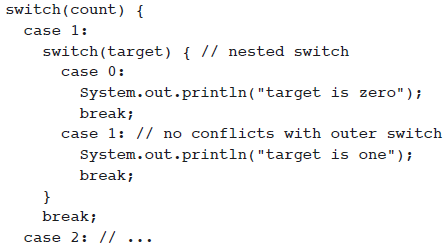 switch(count) {
  case 1:
    switch(target) { // nested switch
      case 0:
        System.out.println("target is zero");
        break;
      case 1: // no conflicts with outer switch
        System.out.println("target is one");
        break;
    }
    break;
  case 2: // ...